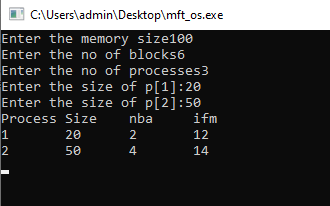 C:\Users\admin\Desktop\mft_os.exe
Enter the memory size100
Enter the no of blocks6
Enter the no of processes3
Enter the size of p[1]:20
Enter the size of p[2]:50
Process Size nba ifm
1 20 2 12
2 50 4 14